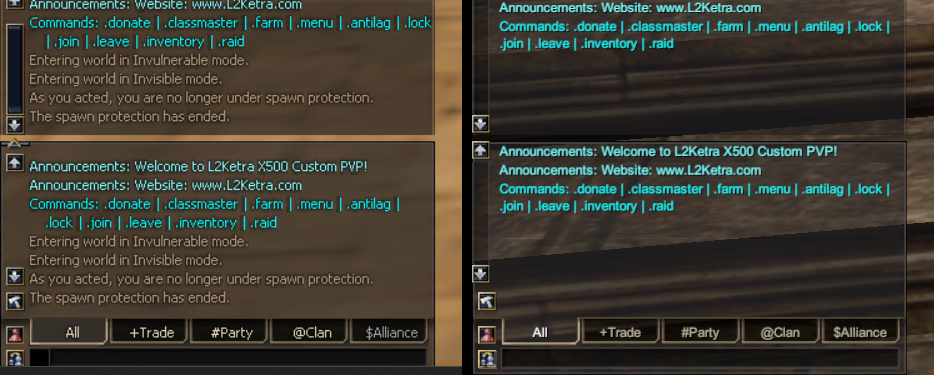 Announcements: Website: www.L2Ketra.com
Commands: .donate | .classmaster | .farm | .menu | .antilag | .lock
| .join | .leave | .inventory | .raid
Entering world in Invulnerable mode.
Entering world in Invisible mode.
As you acted, you are no longer under spawn protection.
The spawn protection has ended.
Announcements: Welcome to L2Ketra X500 Custom PVP!
Announcements: Website: www.L2Ketra.com
Commands: .donate | .classmaster | .farm | .menu | .antilag |
.lock | .join | .leave | .inventory | .raid
Entering world in Invulnerable mode.
Entering world in Invisible mode.
As you acted, you are no longer under spawn protection.
The spawn protection has ended.
All +Trade #Party @Clan $Alliance
Announcements: Website: www.L2Ketra.com
Commands: .donate | .classmaster | .farm | .menu | .antilag | .lock |
.join | .leave | .inventory | .raid
Announcements: Welcome to L2Ketra X500 Custom PVP!
Announcements: Website: www.L2Ketra.com
Commands: .donate | .classmaster | .farm | .menu | .antilag | .lock |
.join | .leave | .inventory | .raid
All +Trade #Party @Clan $Alliance